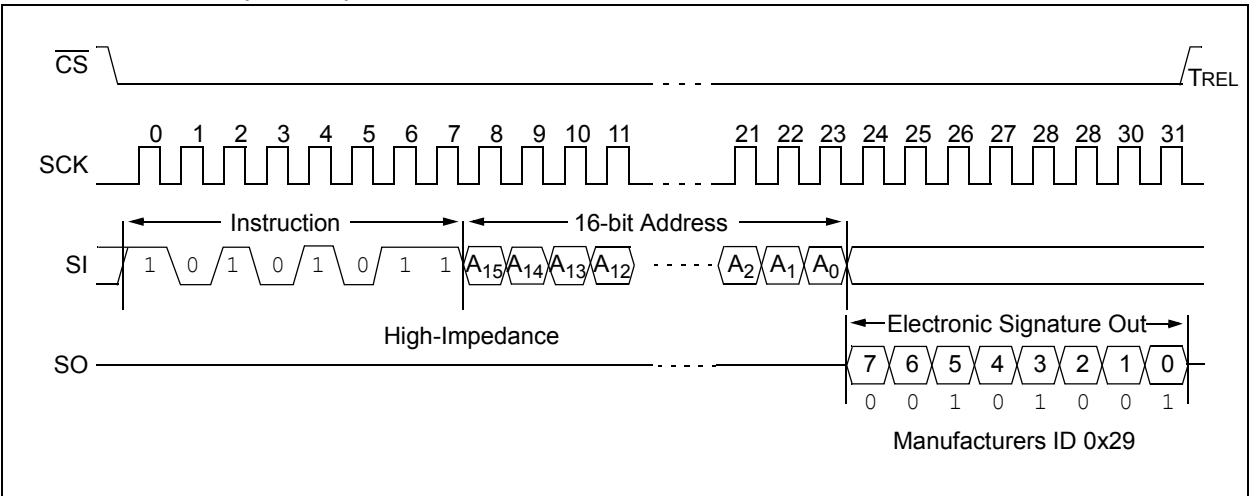 CS
TREL
0 1 2 3 4 5 6 7 8 9 10 11 21 22 23 24 25 26 27 28 28 30 31
SCK
Instruction 16-bit Address
SI 1 0 1 0 1 0 1 1 A15 A14 A13 A12 A2 A1 A0
High-Impedance
Electronic Signature Out
SO 7 6 5 4 3 2 1 0
0 0 1 0 1 0 0 1
Manufacturers ID 0x29